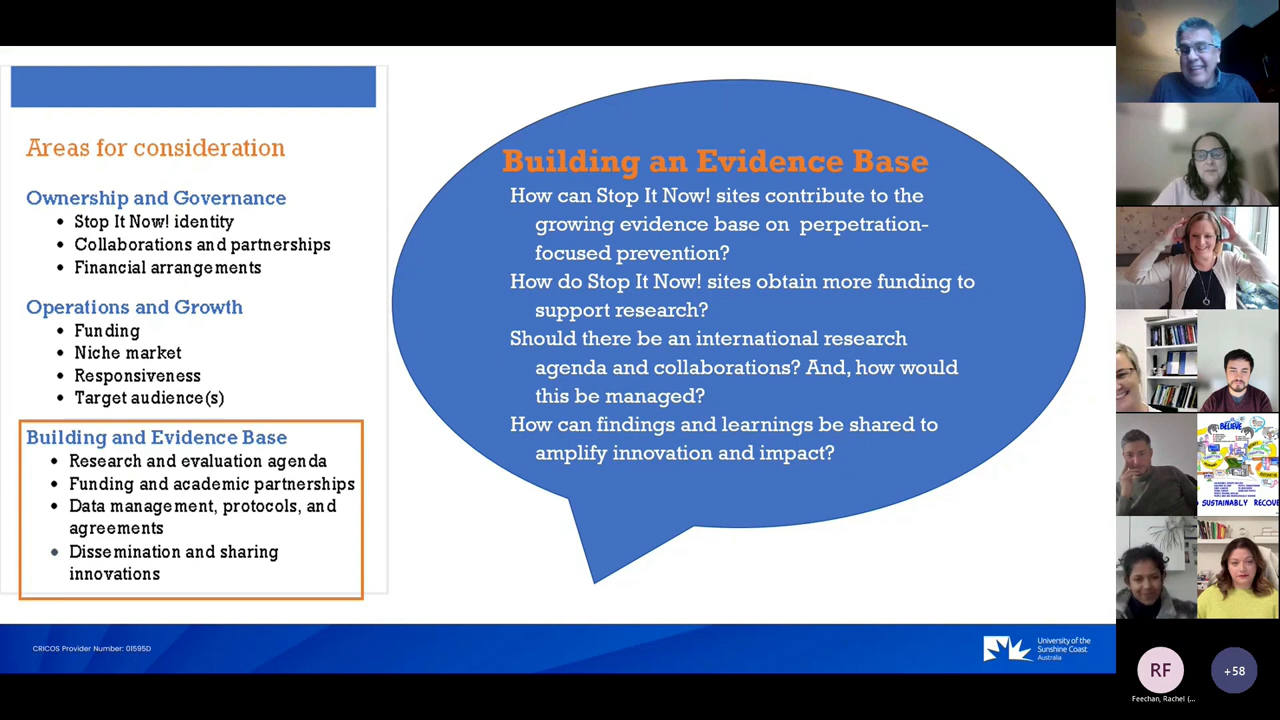 Areas for consideration
Ownership and Governance
• Stop It Now! identity
• Collaborations and partnerships
• Financial arrangements
Operations and Growth
• Funding
• Niche market
• Responsiveness
• Target audience(s)
Building and Evidence Base
• Research and evaluation agenda
• Funding and academic partnerships
• Data management, protocols, and
agreements
• Dissemination and sharing
innovations
Building an Evidence Base
How can Stop It Now! sites contribute to the
growing evidence base on perpetration-
focused prevention?
How do Stop It Now! sites obtain more funding to
support research?
Should there be an international research
agenda and collaborations? And, how would
this be managed?
How can findings and learnings be shared to
amplify innovation and impact?
CRICOS Provider Number: 01595D
University of the
Sunshine Coast
Australia
BELIEVE
SUSTAINABLY RECOVE
RF
+58
Feechan, Rachel (...